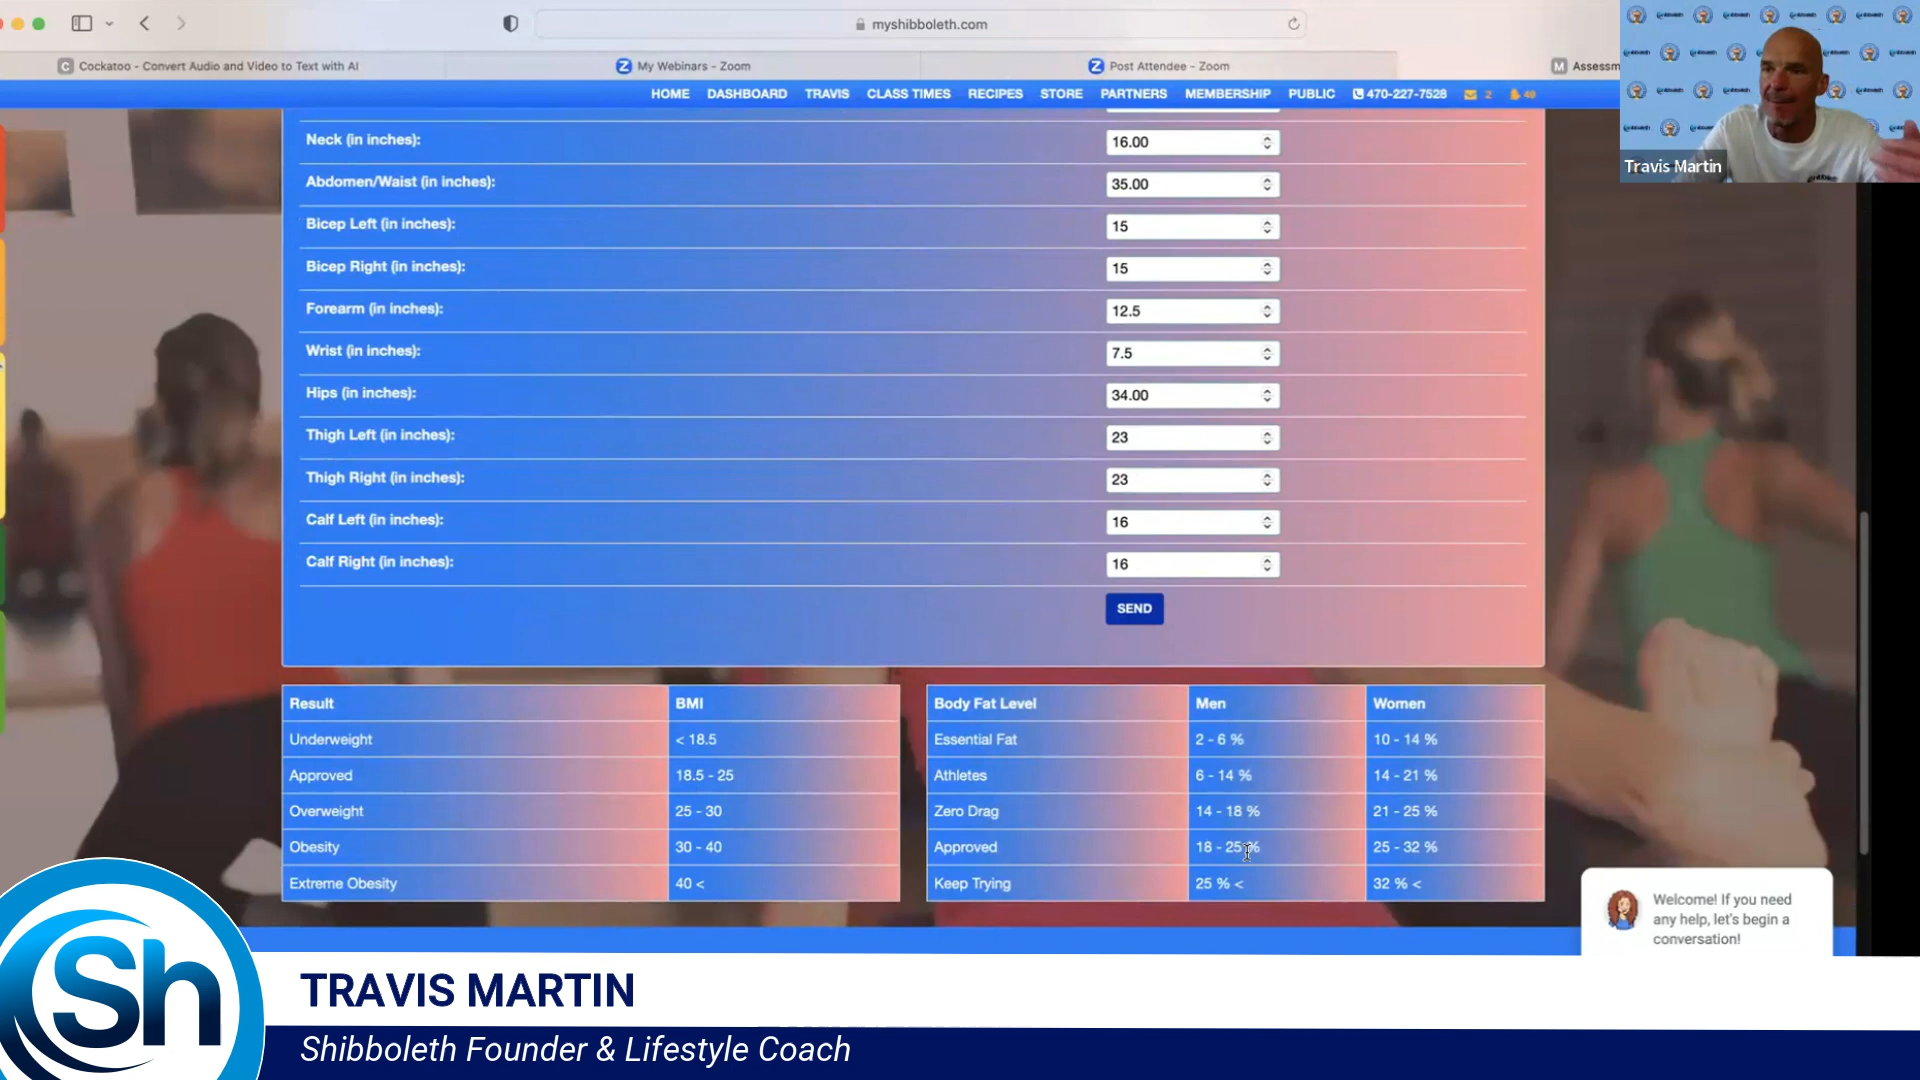 myshibboleth.com
Cockatoo - Convert Audio and Video to Text with AI
My Webinars - Zoom
Post Attendee - Zoom
M Assessm
HOME DASHBOARD TRAVIS CLASS TIMES RECIPES STORE PARTNERS MEMBERSHIP PUBLIC 470-227-7528 2 49
Travis Martin
Neck (in inches): 16.00
Abdomen/Waist (in inches): 35.00
Bicep Left (in inches): 15
Bicep Right (in inches): 15
Forearm (in inches): 12.5
Wrist (in inches): 7.5
Hips (in inches): 34.00
Thigh Left (in inches): 23
Thigh Right (in inches): 23
Calf Left (in inches): 16
Calf Right (in inches): 16
SEND
Result BMI
Underweight < 18.5
Approved 18.5 - 25
Overweight 25 - 30
Obesity 30 - 40
Extreme Obesity 40 <
Body Fat Level Men Women
Essential Fat 2 - 6 % 10 - 14 %
Athletes 6 - 14 % 14 - 21 %
Zero Drag 14 - 18 % 21 - 25 %
Approved 18 - 25 % 25 - 32 %
Keep Trying 25 % < 32 % <
Welcome! If you need
any help, let's begin a
conversation!
Sh
TRAVIS MARTIN
Shibboleth Founder & Lifestyle Coach